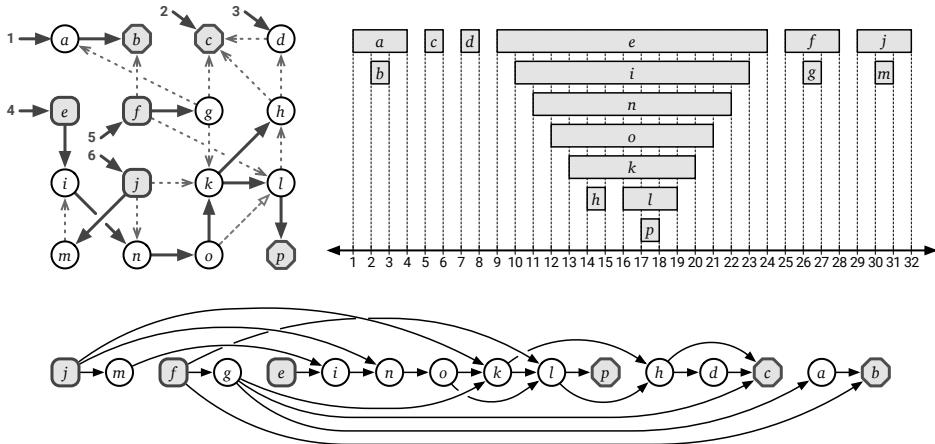 1 a b 2 c 3 d
4 e 5 f g h
i 6 j k l
m n o p
a c d e f j
b i g m
n
o
k
h l
p
1 2 3 4 5 6 7 8 9 10 11 12 13 14 15 16 17 18 19 20 21 22 23 24 25 26 27 28 29 30 31 32
j m f g e i n o k l p h d c a b